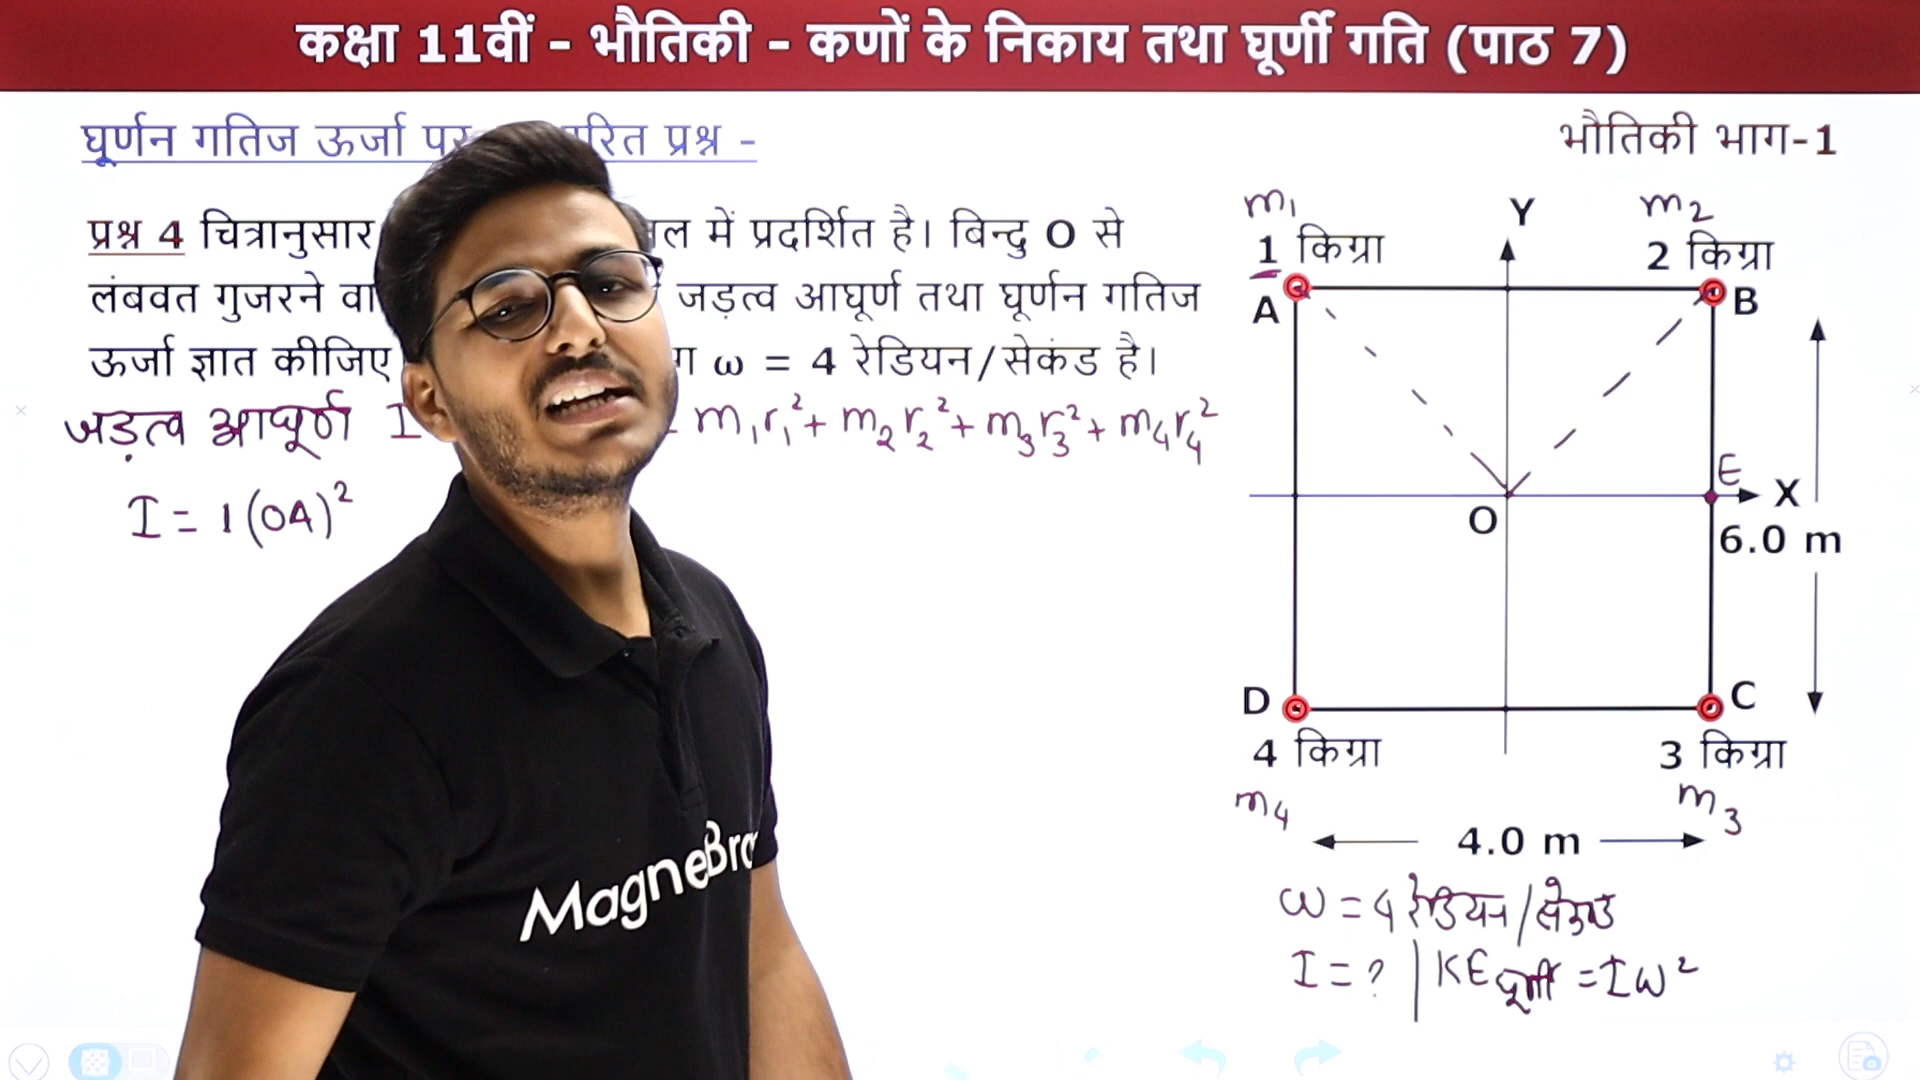 कक्षा 11वीं - भौतिकी - कणों के निकाय तथा घूर्णी गति (पाठ 7)
घूर्णन गतिज ऊर्जा पर रित प्रश्न -
भौतिकी भाग-1
प्रश्न 4 चित्रानुसार ल में प्रदर्शित है। बिन्दु O से
लंबवत गुजरने वा जड़त्व आघूर्ण तथा घूर्णन गतिज
ऊर्जा ज्ञात कीजिए ग ω = 4 रेडियन/सेकंड है।
जड़त्व आघूर्ण I = m₁r₁² + m₂r₂² + m₃r₃² + m₄r₄²
I = 1(OA)²
m₁ Y m₂
1 किग्रा 2 किग्रा
A B
E
X
O
6.0 m
D C
4 किग्रा 3 किग्रा
m₄ m₃
4.0 m
ω = 4 रेडियन/सेकंड
I = ? | KE घूर्णी = Iω²
MagneBra